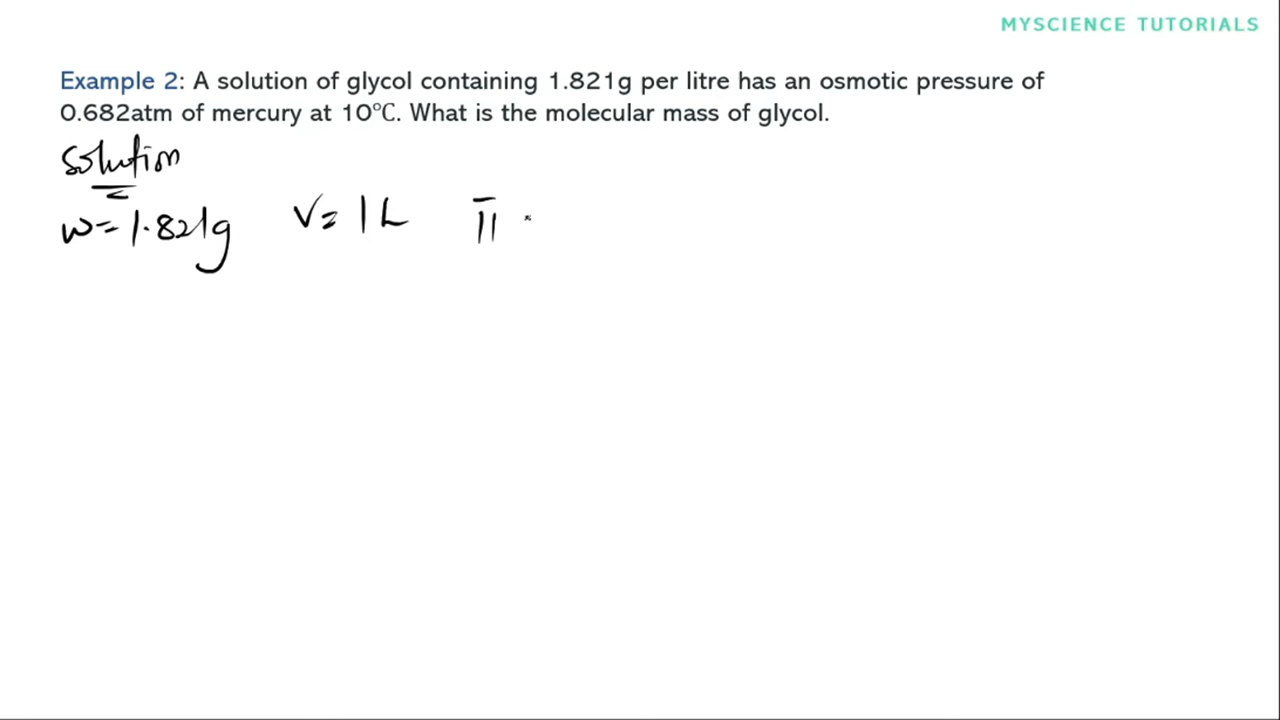 MYSCIENCE TUTORIALS
Example 2: A solution of glycol containing 1.821g per litre has an osmotic pressure of
0.682atm of mercury at 10°C. What is the molecular mass of glycol.
Solution
w = 1.821g V = 1L π